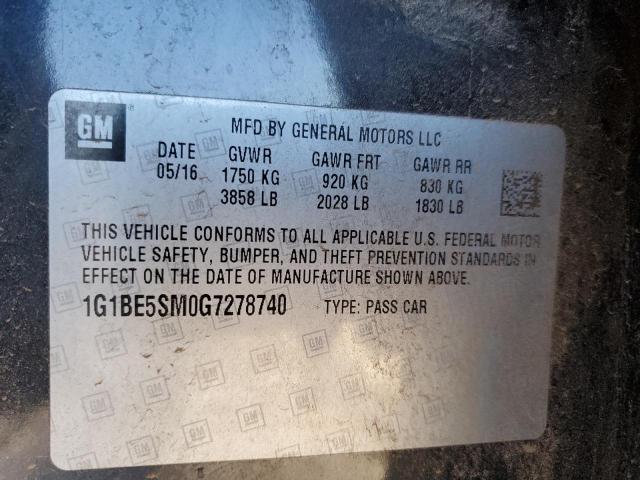 GM ®
MFD BY GENERAL MOTORS LLC
DATE GVWR GAWR FRT GAWR RR
05/16 1750 KG 920 KG 830 KG
3858 LB 2028 LB 1830 LB
THIS VEHICLE CONFORMS TO ALL APPLICABLE U.S. FEDERAL MOTOR
VEHICLE SAFETY, BUMPER, AND THEFT PREVENTION STANDARDS
IN EFFECT ON THE DATE OF MANUFACTURE SHOWN ABOVE.
1G1BE5SM0G7278740 TYPE: PASS CAR